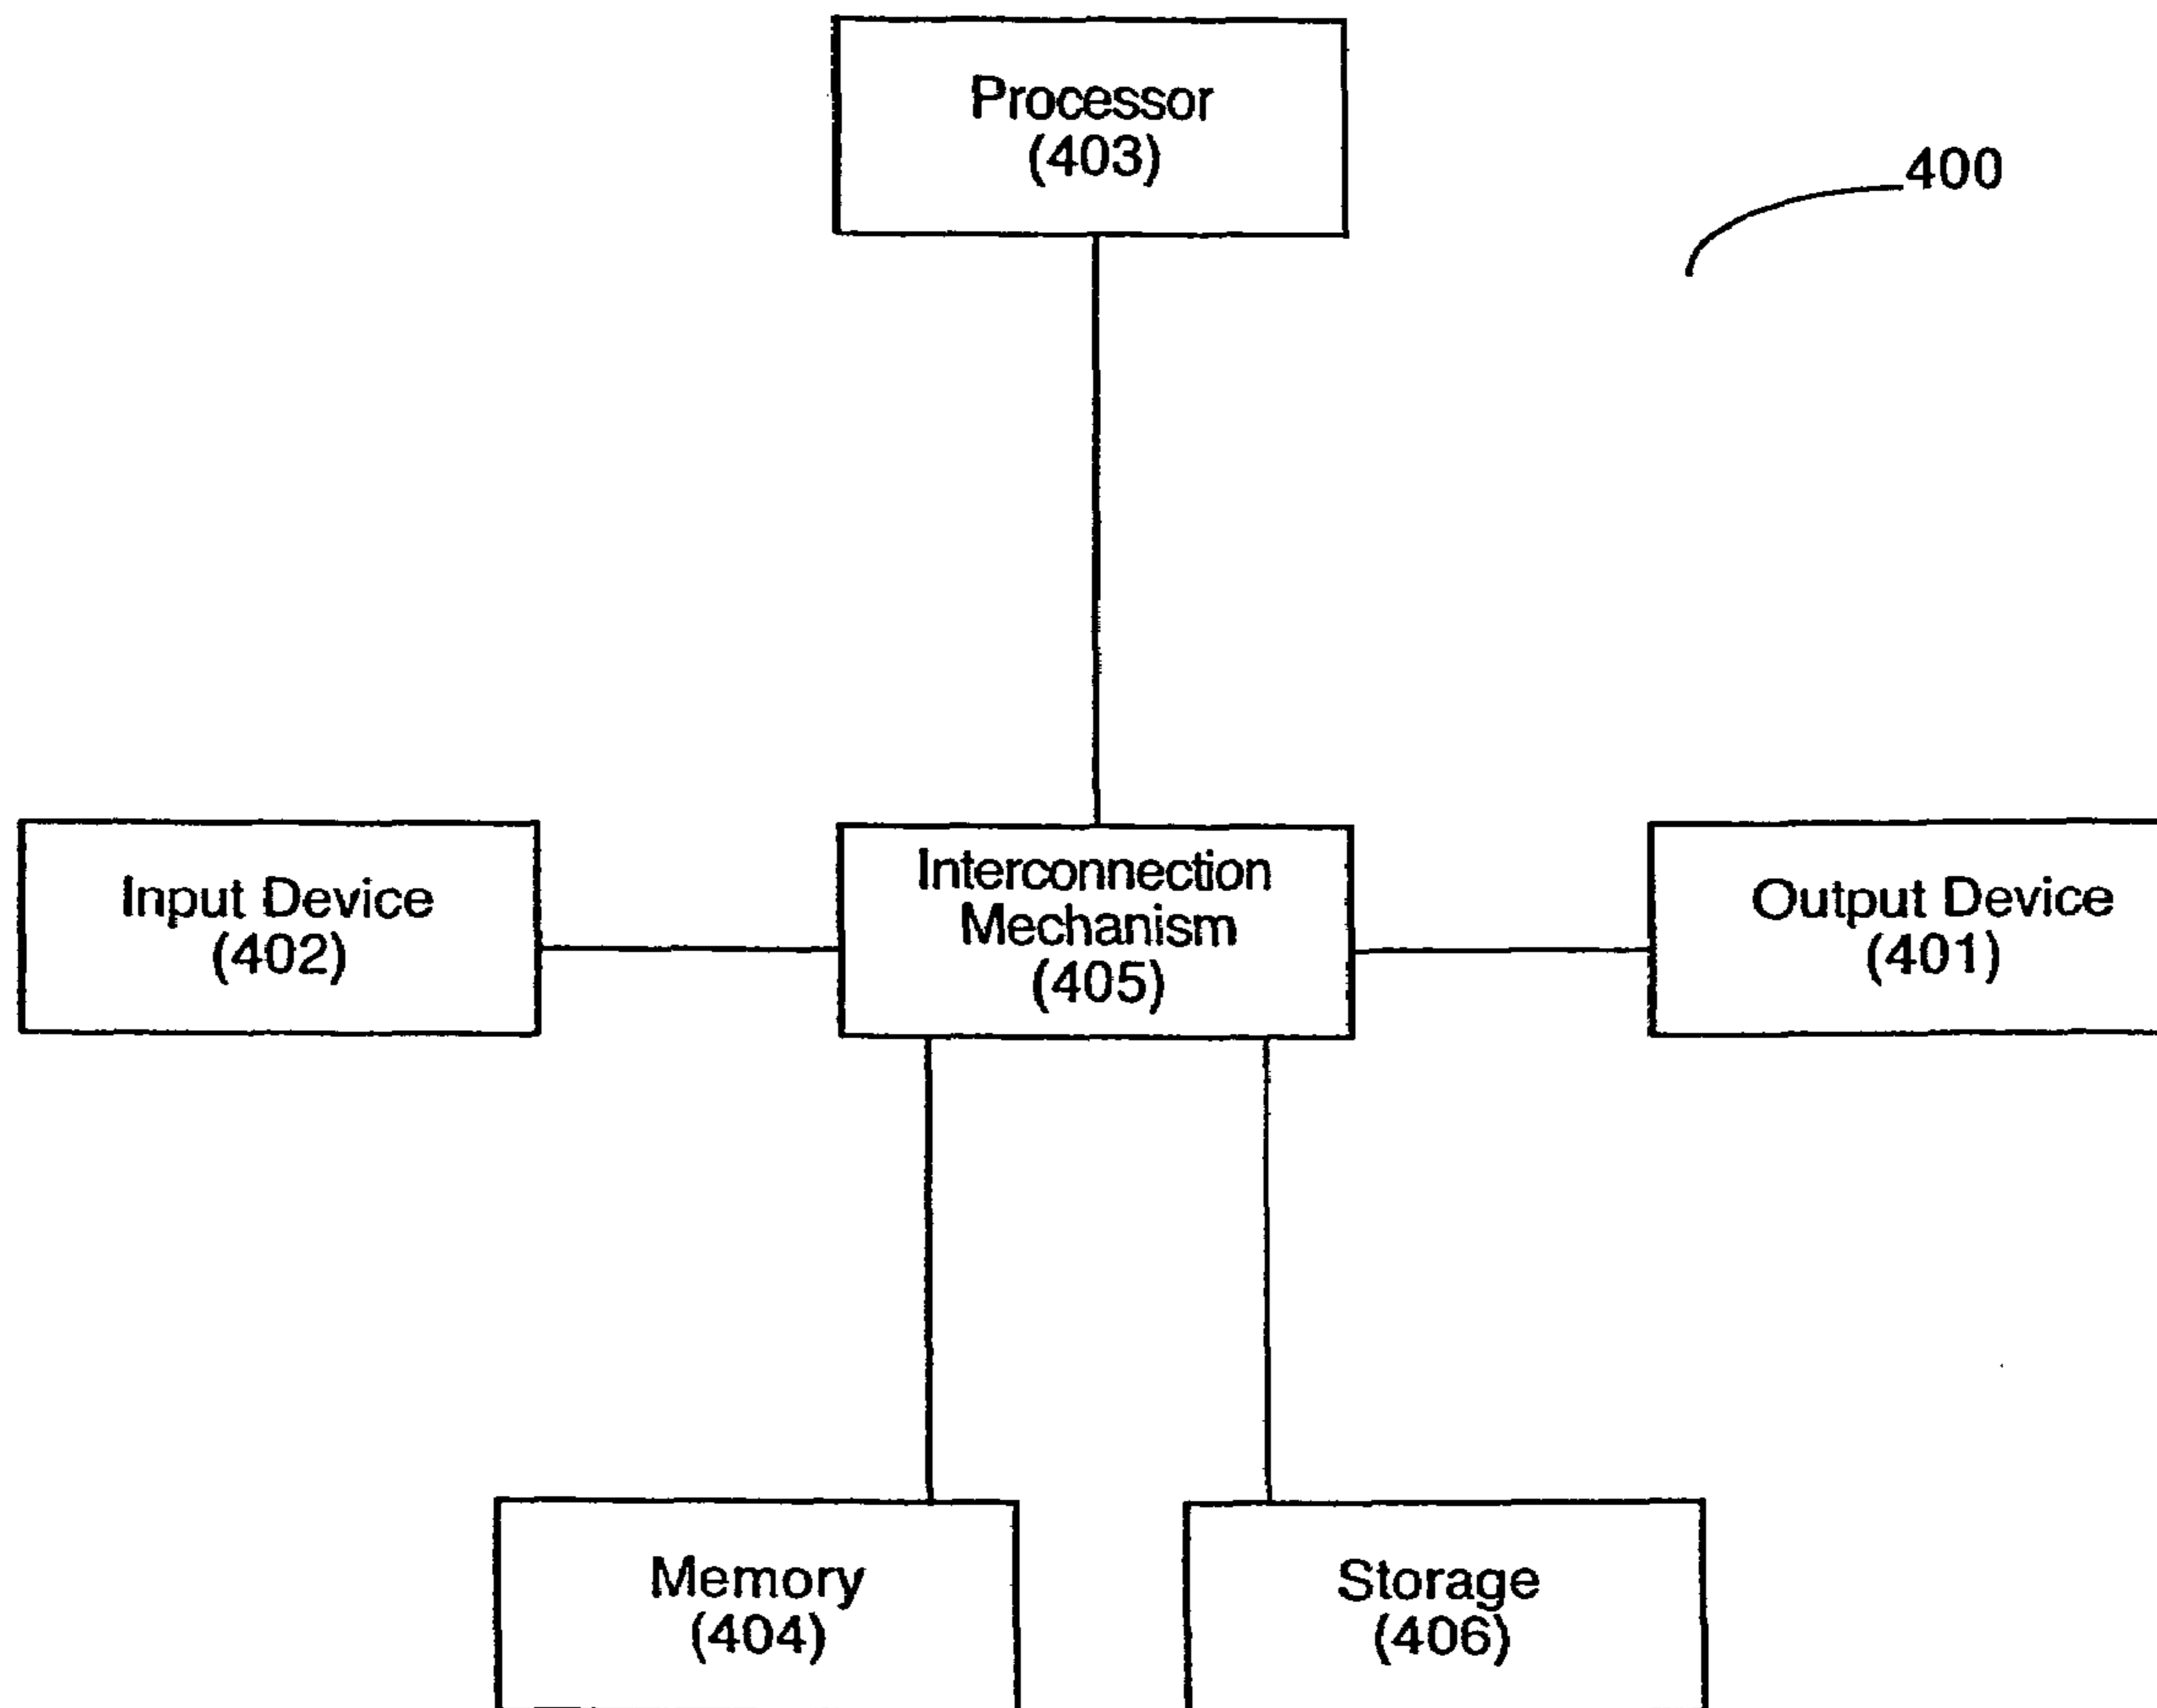 Processor
(403)
400
Input Device
(402)
Interconnection
Mechanism
(405)
Output Device
(401)
Memory
(404)
Storage
(406)